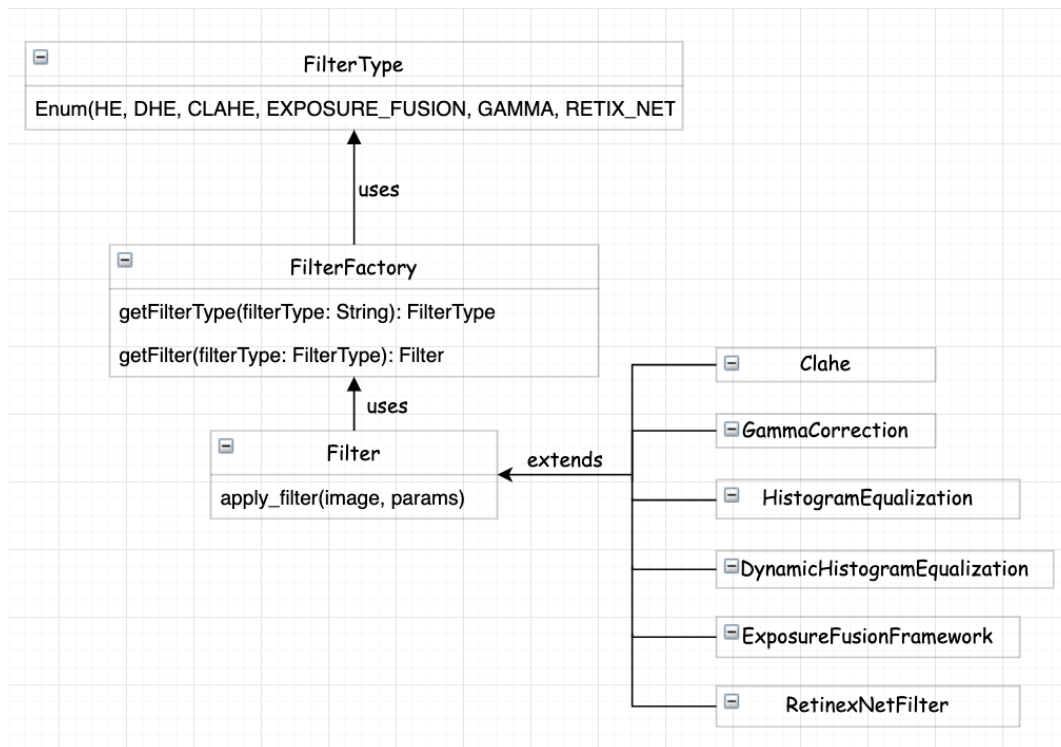 FilterType
Enum(HE, DHE, CLAHE, EXPOSURE_FUSION, GAMMA, RETIX_NET
uses
FilterFactory
getFilterType(filterType: String): FilterType
getFilter(filterType: FilterType): Filter
uses
Filter
apply_filter(image, params)
extends
Clahe
GammaCorrection
HistogramEqualization
DynamicHistogramEqualization
ExposureFusionFramework
RetinexNetFilter